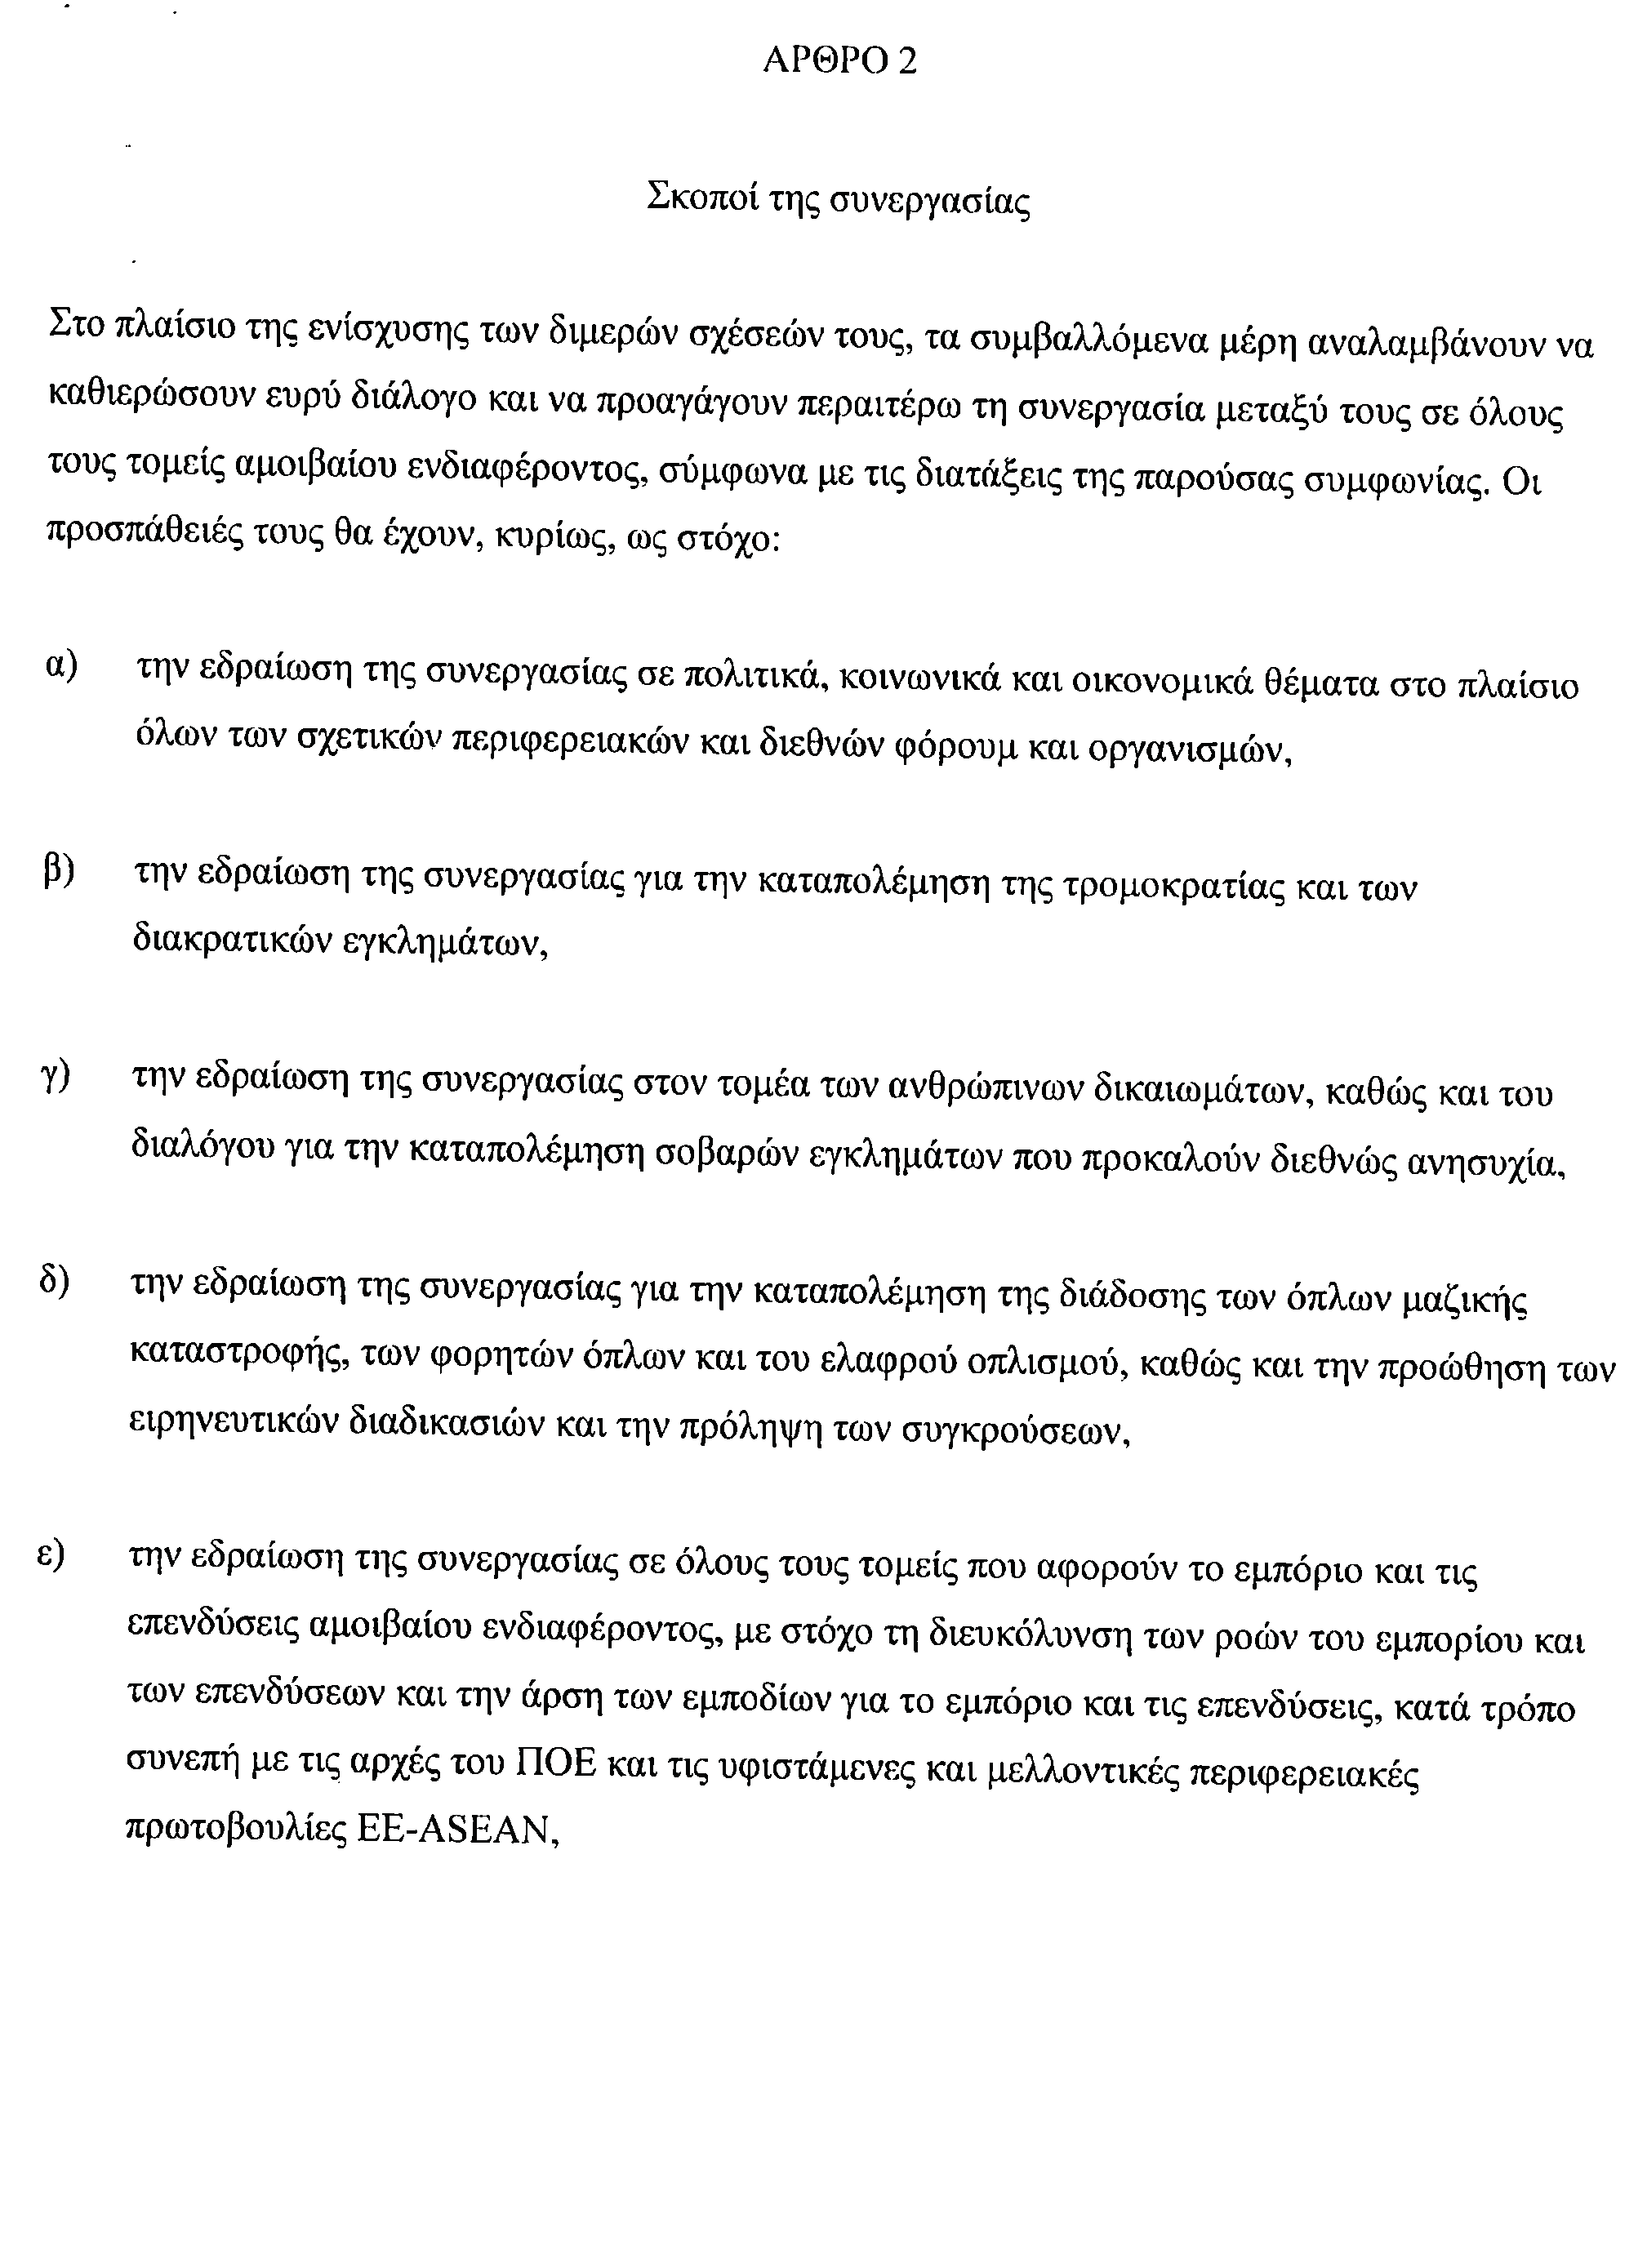 ΑΡΘΡΟ 2
Σκοποί της συνεργασίας
Στο πλαίσιο της ενίσχυσης των διμερών σχέσεών τους, τα συμβαλλόμενα μέρη αναλαμβάνουν να
καθιερώσουν ευρύ διάλογο και να προαγάγουν περαιτέρω τη συνεργασία μεταξύ τους σε όλους
τους τομείς αμοιβαίου ενδιαφέροντος, σύμφωνα με τις διατάξεις της παρούσας συμφωνίας. Οι
προσπάθειές τους θα έχουν, κυρίως, ως στόχο:
α) την εδραίωση της συνεργασίας σε πολιτικά, κοινωνικά και οικονομικά θέματα στο πλαίσιο
όλων των σχετικών περιφερειακών και διεθνών φόρουμ και οργανισμών,
β) την εδραίωση της συνεργασίας για την καταπολέμηση της τρομοκρατίας και των
διακρατικών εγκλημάτων,
γ) την εδραίωση της συνεργασίας στον τομέα των ανθρώπινων δικαιωμάτων, καθώς και του
διαλόγου για την καταπολέμηση σοβαρών εγκλημάτων που προκαλούν διεθνώς ανησυχία,
δ) την εδραίωση της συνεργασίας για την καταπολέμηση της διάδοσης των όπλων μαζικής
καταστροφής, των φορητών όπλων και του ελαφρού οπλισμού, καθώς και την προώθηση των
ειρηνευτικών διαδικασιών και την πρόληψη των συγκρούσεων,
ε) την εδραίωση της συνεργασίας σε όλους τους τομείς που αφορούν το εμπόριο και τις
επενδύσεις αμοιβαίου ενδιαφέροντος, με στόχο τη διευκόλυνση των ροών του εμπορίου και
των επενδύσεων και την άρση των εμποδίων για το εμπόριο και τις επενδύσεις, κατά τρόπο
συνεπή με τις αρχές του ΠΟΕ και τις υφιστάμενες και μελλοντικές περιφερειακές
πρωτοβουλίες ΕΕ-ASEAN,